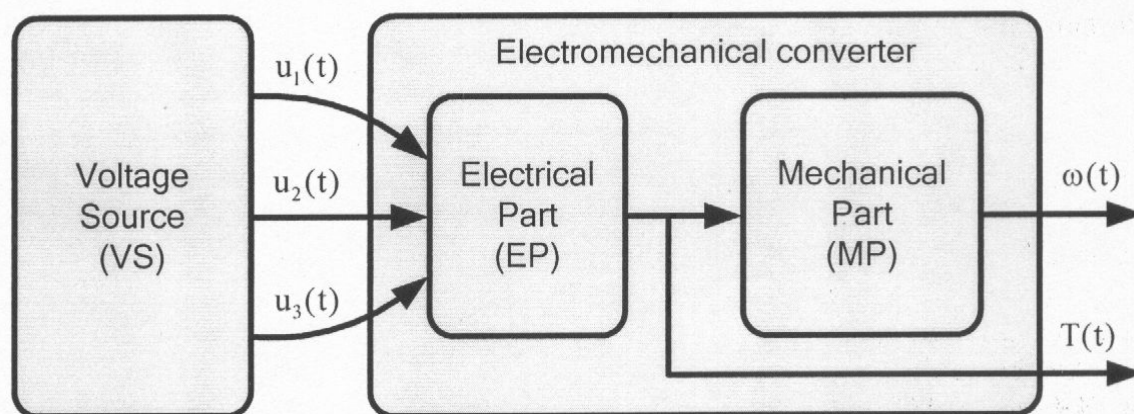 Voltage
Source
(VS)
u₁(t)
u₂(t)
u₃(t)
Electromechanical converter
Electrical
Part
(EP)
Mechanical
Part
(MP)
ω(t)
T(t)